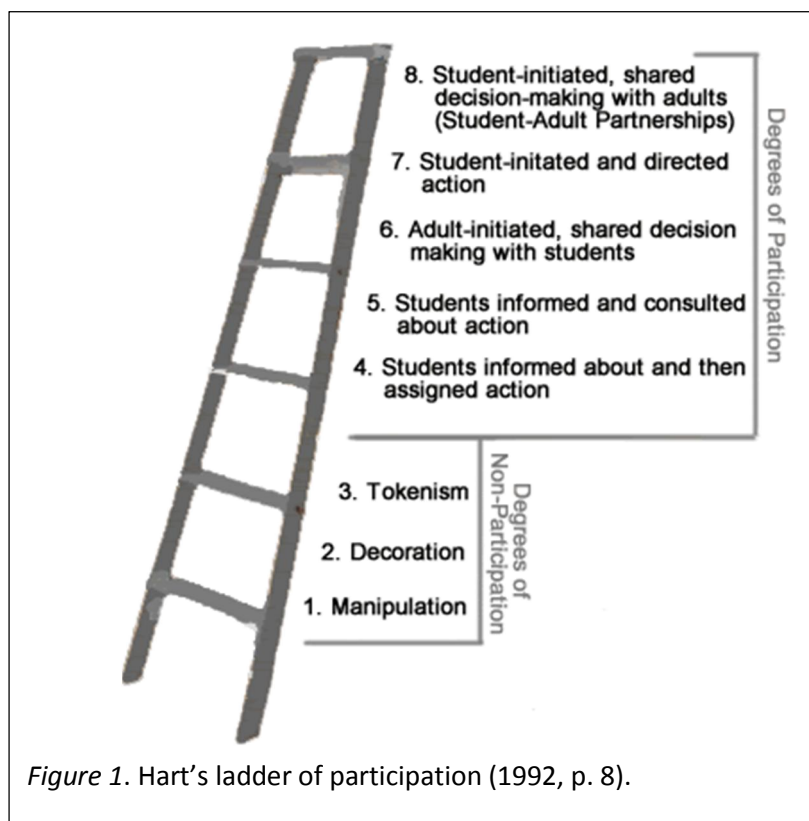 8. Student-initiated, shared
decision-making with adults
(Student-Adult Partnerships)
7. Student-initated and directed
action
6. Adult-initiated, shared decision
making with students
5. Students informed and consulted
about action
4. Students informed about and then
assigned action
Degrees of Participation
3. Tokenism
2. Decoration
1. Manipulation
Degrees of
Non-Participation
Figure 1. Hart’s ladder of participation (1992, p. 8).